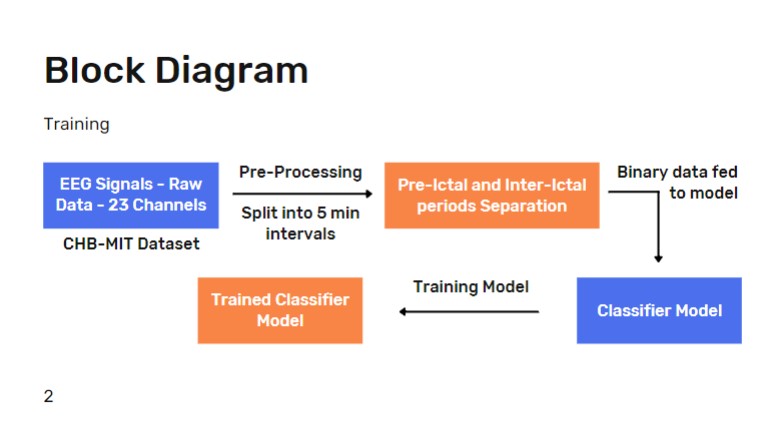 Block Diagram
Training
EEG Signals - Raw
Data - 23 Channels
CHB-MIT Dataset
Pre-Processing
Split into 5 min
intervals
Pre-Ictal and Inter-Ictal
periods Separation
Binary data fed
to model
Classifier Model
Training Model
Trained Classifier
Model
2